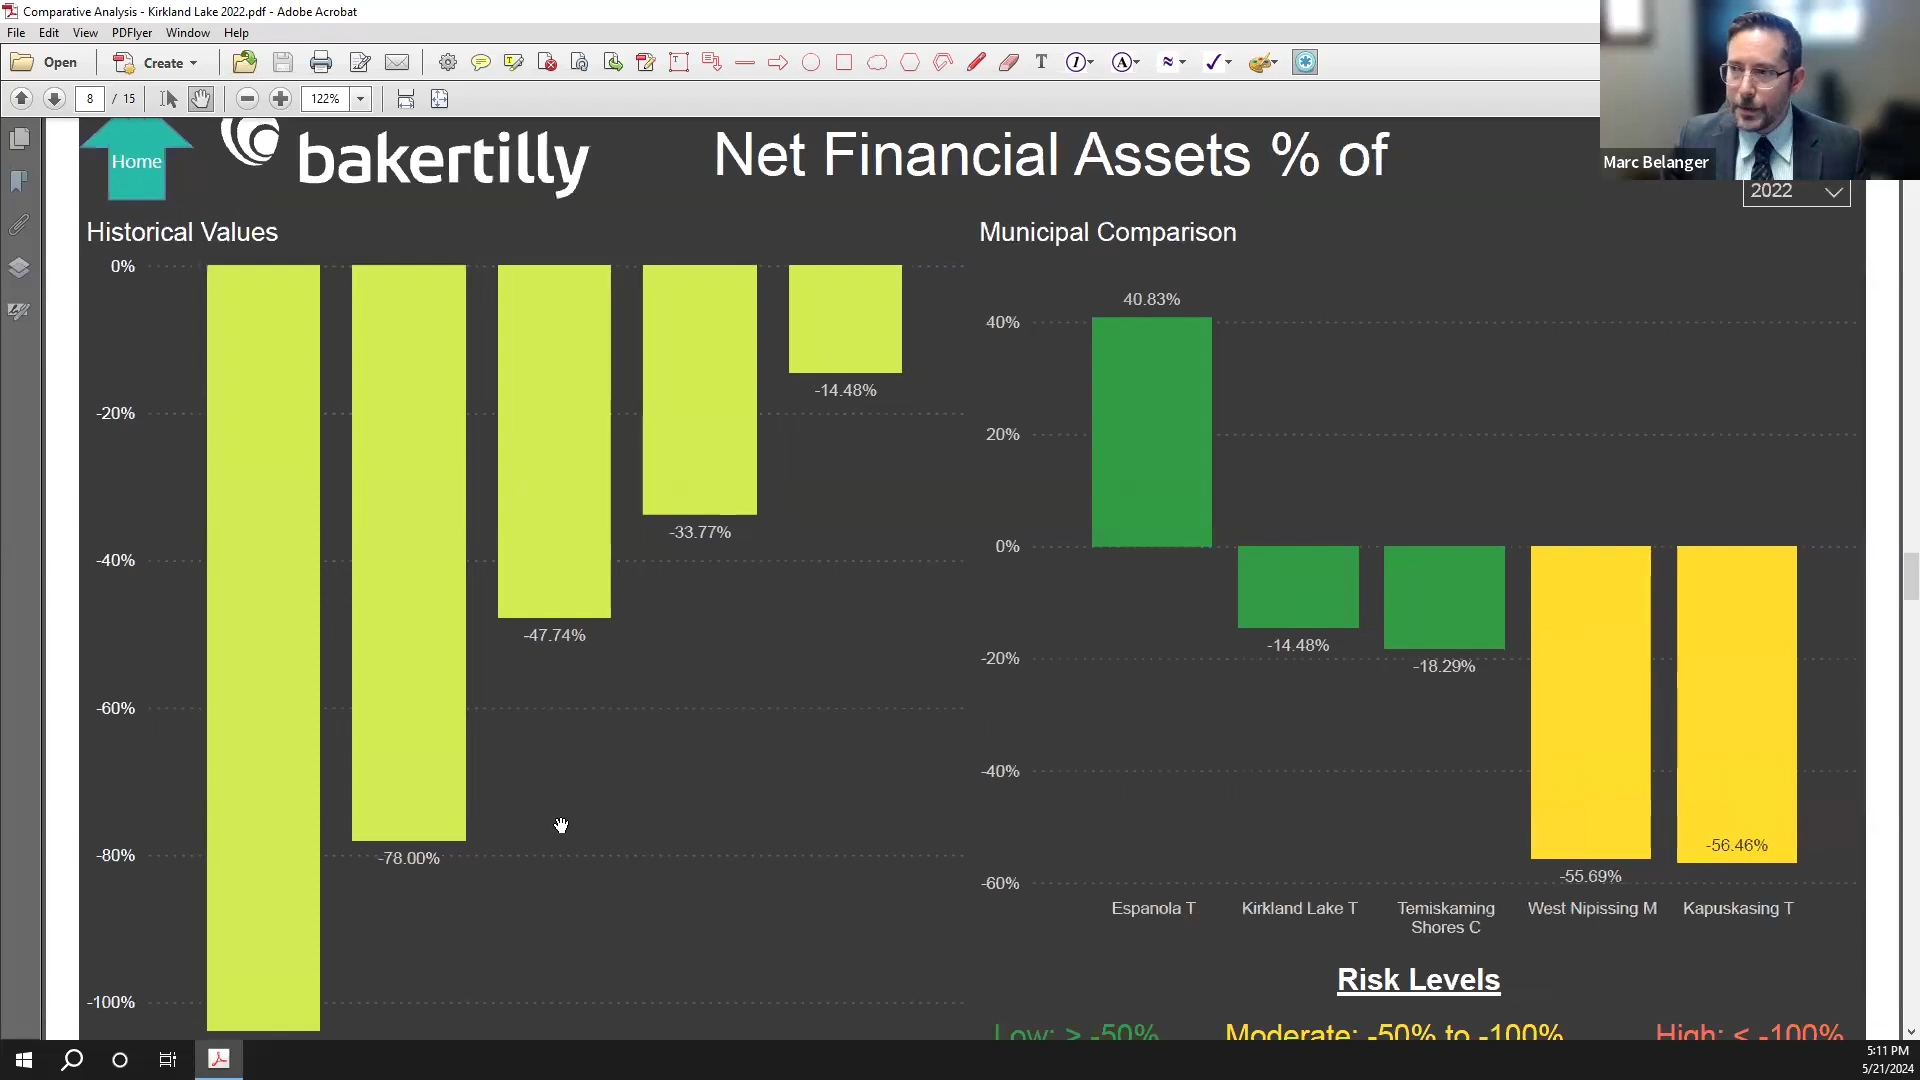 Comparative Analysis - Kirkland Lake 2022.pdf - Adobe Acrobat
File Edit View PDFlyer Window Help
Open Create
8 / 15 122%
Home
bakertilly
Net Financial Assets % of
Marc Belanger
2022
Historical Values
0%
-20%
-40%
-60%
-80%
-100%
-78.00%
-47.74%
-33.77%
-14.48%
Municipal Comparison
40%
20%
0%
-20%
-40%
-60%
40.83%
-14.48%
-18.29%
-55.69%
-56.46%
Espanola T
Kirkland Lake T
Temiskaming
Shores C
West Nipissing M
Kapuskasing T
Risk Levels
Low: > -50% Moderate: -50% to -100% High: < -100%
5:11 PM
5/21/2024